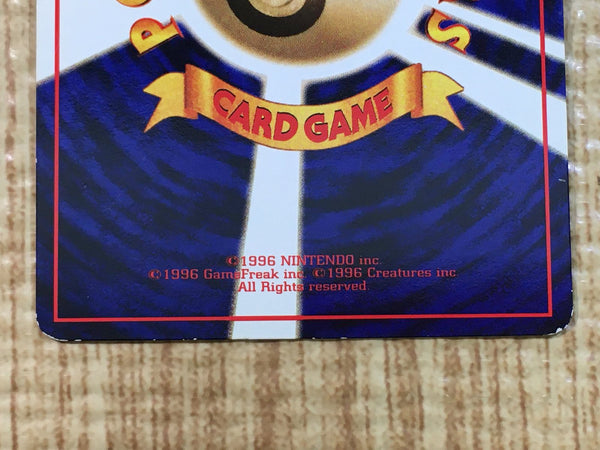 CARD GAME
©1996 NINTENDO inc.
©1996 GameFreak inc. ©1996 Creatures inc.
All Rights reserved.